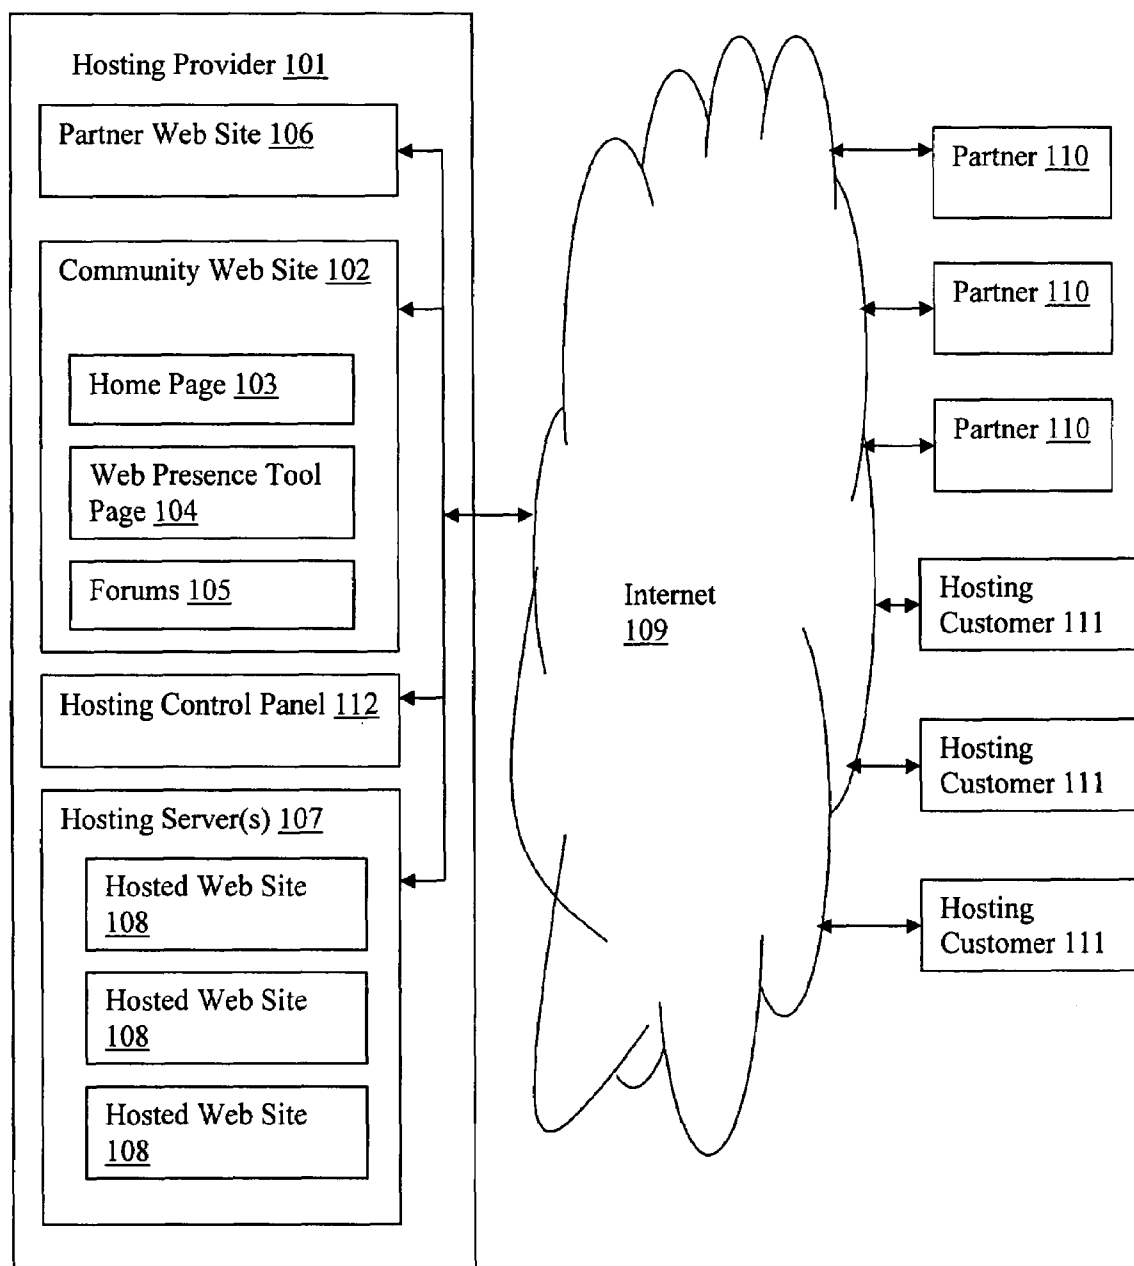 Hosting Provider 101
Partner Web Site 106
Community Web Site 102
Home Page 103
Web Presence Tool
Page 104
Forums 105
Hosting Control Panel 112
Hosting Server(s) 107
Hosted Web Site
108
Hosted Web Site
108
Hosted Web Site
108
Internet
109
Partner 110
Partner 110
Partner 110
Hosting
Customer 111
Hosting
Customer 111
Hosting
Customer 111